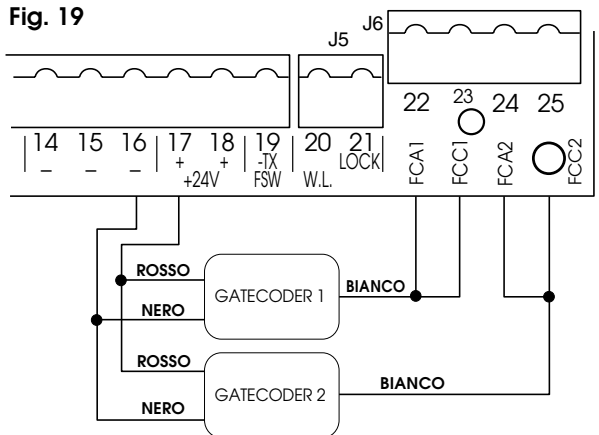 Fig. 19
J5
J6
14 15 16 17 18 19 20 21 22 23 24 25
– – – + + -TX LOCK
+24V FSW W.L.
FCA1 FCC1 FCA2 FCC2
ROSSO
BIANCO
GATECODER 1
NERO
ROSSO
BIANCO
GATECODER 2
NERO